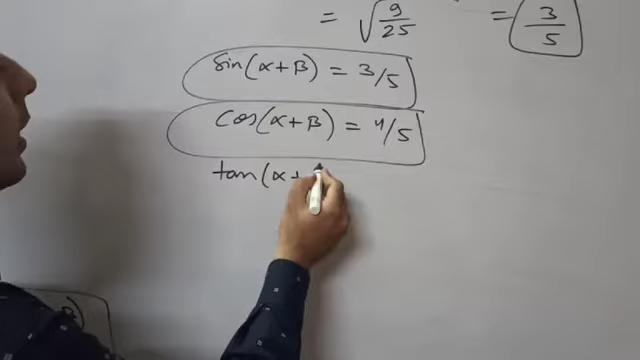 = √9/25 = 3/5
sin(α+β) = 3/5
cos(α+β) = 4/5
tan(α+